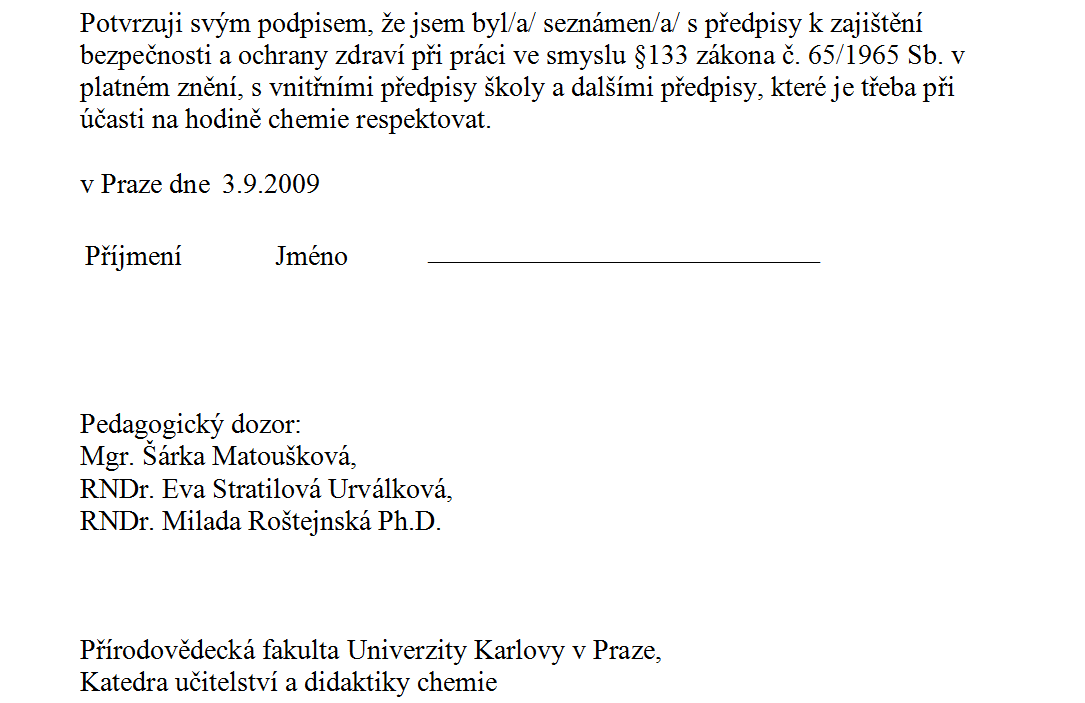 Potvrzuji svým podpisem, že jsem byl/a/ seznámen/a/ s předpisy k zajištění
bezpečnosti a ochrany zdraví při práci ve smyslu §133 zákona č. 65/1965 Sb. v
platném znění, s vnitřními předpisy školy a dalšími předpisy, které je třeba při
účasti na hodině chemie respektovat.
v Praze dne 3.9.2009
Příjmení Jméno
Pedagogický dozor:
Mgr. Šárka Matoušková,
RNDr. Eva Stratilová Urválková,
RNDr. Milada Roštejnská Ph.D.
Přírodovědecká fakulta Univerzity Karlovy v Praze,
Katedra učitelství a didaktiky chemie